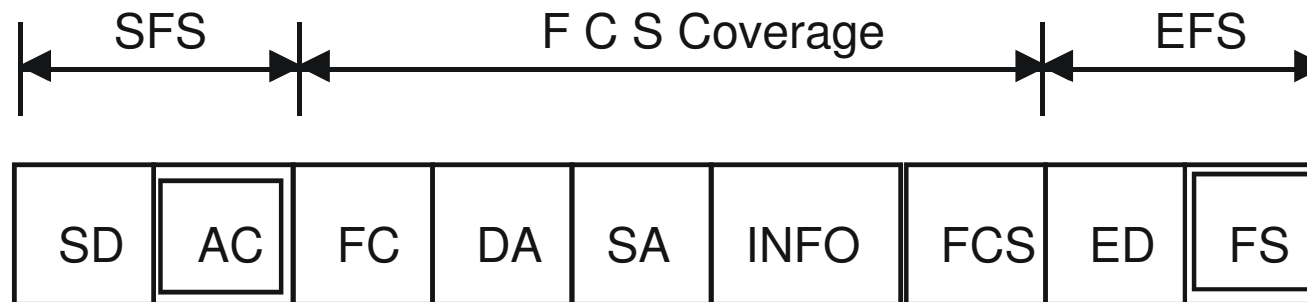 SFS F C S Coverage EFS
SD AC FC DA SA INFO FCS ED FS